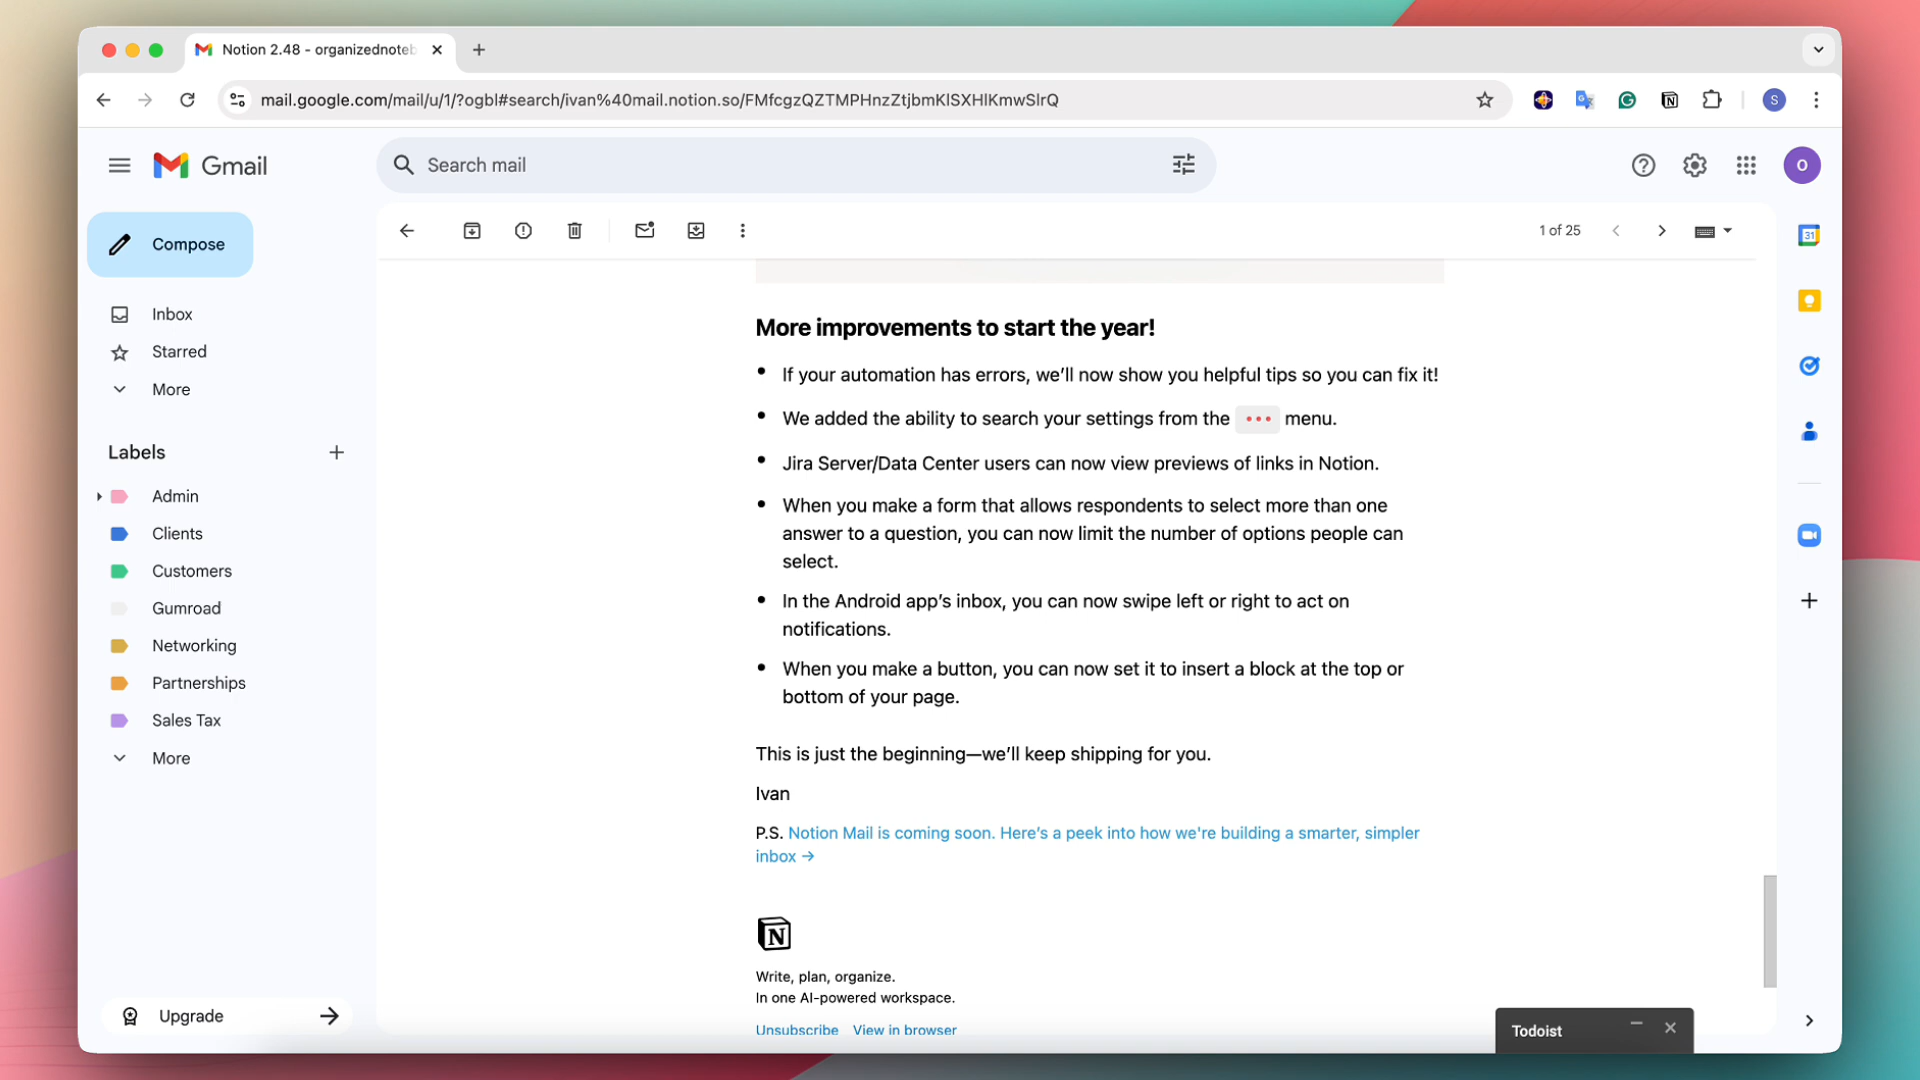 Notion 2.48 - organizednoteb
mail.google.com/mail/u/1/?ogbl#search/ivan%40mail.notion.so/FMfcgzQZTMPHnzZtjbmKlSXHlKmwSlrQ
S
Gmail
Search mail
O
Compose
1 of 25
31
Inbox
Starred
More
Labels
Admin
Clients
Customers
Gumroad
Networking
Partnerships
Sales Tax
More
Upgrade
More improvements to start the year!
• If your automation has errors, we’ll now show you helpful tips so you can fix it!
• We added the ability to search your settings from the ••• menu.
• Jira Server/Data Center users can now view previews of links in Notion.
• When you make a form that allows respondents to select more than one
answer to a question, you can now limit the number of options people can
select.
• In the Android app’s inbox, you can now swipe left or right to act on
notifications.
• When you make a button, you can now set it to insert a block at the top or
bottom of your page.
This is just the beginning—we’ll keep shipping for you.
Ivan
P.S. Notion Mail is coming soon. Here’s a peek into how we're building a smarter, simpler
inbox →
N
Write, plan, organize.
In one AI-powered workspace.
Unsubscribe View in browser
Todoist